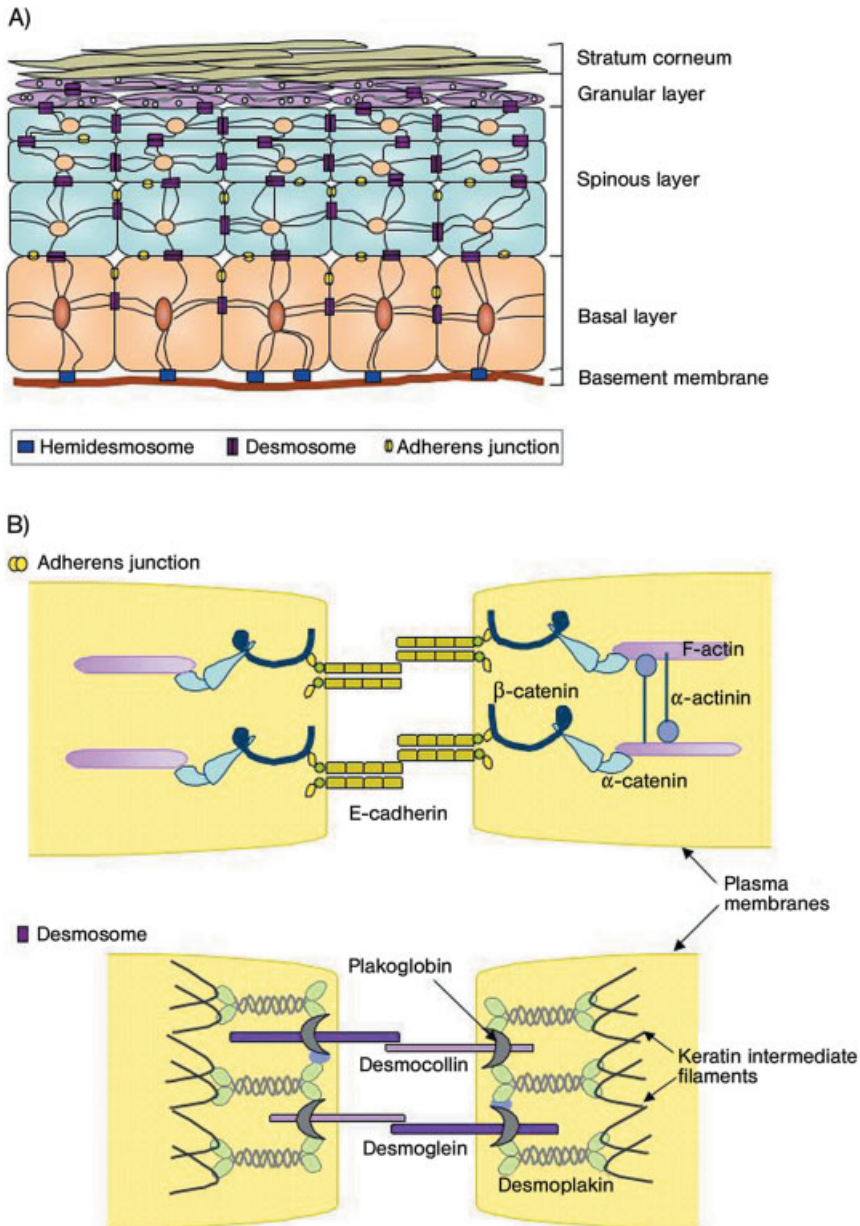 A)
Stratum corneum
Granular layer
Spinous layer
Basal layer
Basement membrane
Hemidesmosome Desmosome Adherens junction
B)
Adherens junction
F-actin
β-catenin
α-actinin
α-catenin
E-cadherin
Plasma
membranes
Desmosome
Plakoglobin
Desmocollin
Keratin intermediate
filaments
Desmoglein
Desmoplakin